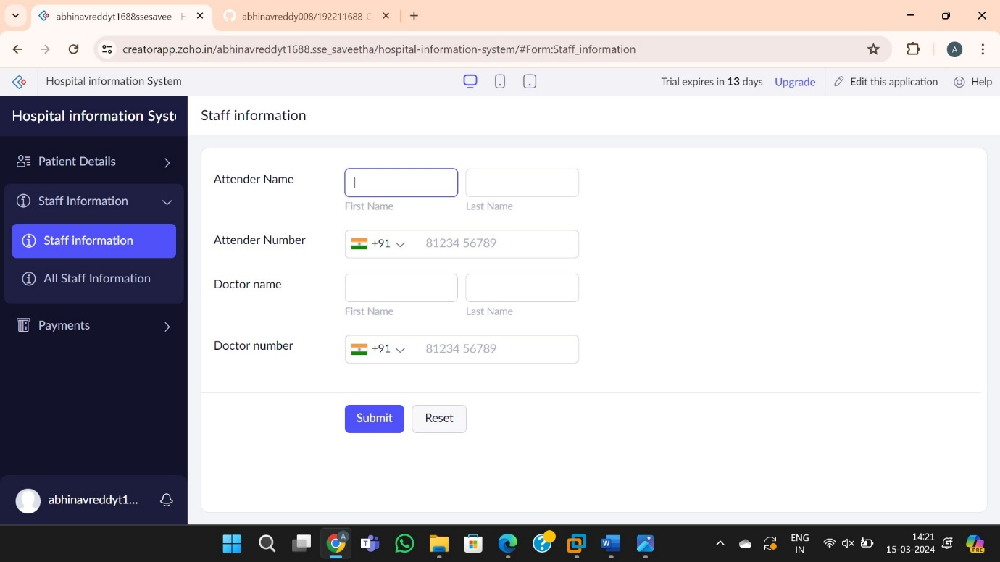 abhinavreddyt1688ssesavee - H
abhinavreddy008/192211688-C
creatorapp.zoho.in/abhinavreddyt1688.sse_saveetha/hospital-information-system/#Form:Staff_information
A
Hospital information System
Trial expires in 13 days
Upgrade
Edit this application
Help
Hospital information Syst
Staff information
Patient Details
Staff Information
Staff information
All Staff Information
Payments
Attender Name
First Name
Last Name
Attender Number
+91
81234 56789
Doctor name
First Name
Last Name
Doctor number
+91
81234 56789
Submit
Reset
abhinavreddyt1...
A
T
W
ENG
IN
14:21
15-03-2024
PRE